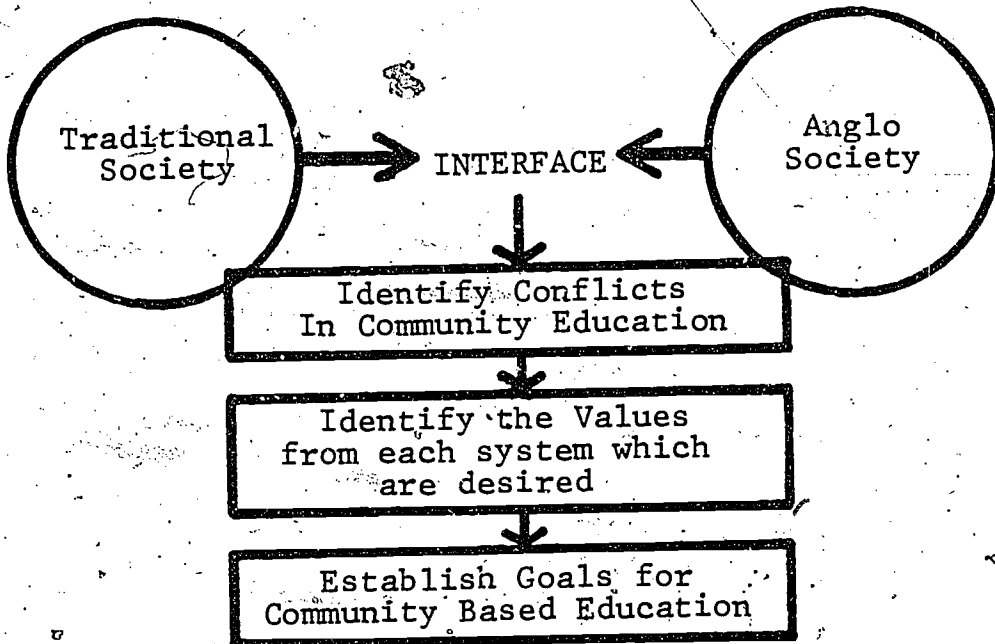 Traditional
Society
INTERFACE
Anglo
Society
Identify Conflicts
In Community Education
Identify the Values
from each system which
are desired
Establish Goals for
Community Based Education